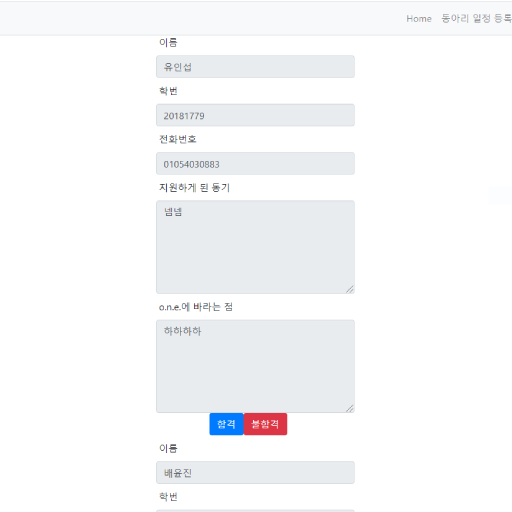 Home 동아리 일정 등록
이름
유인섭
학번
20181779
전화번호
01054030883
지원하게 된 동기
넴넴
o.n.e.에 바라는 점
하하하하
합격 불합격
이름
배윤진
학번